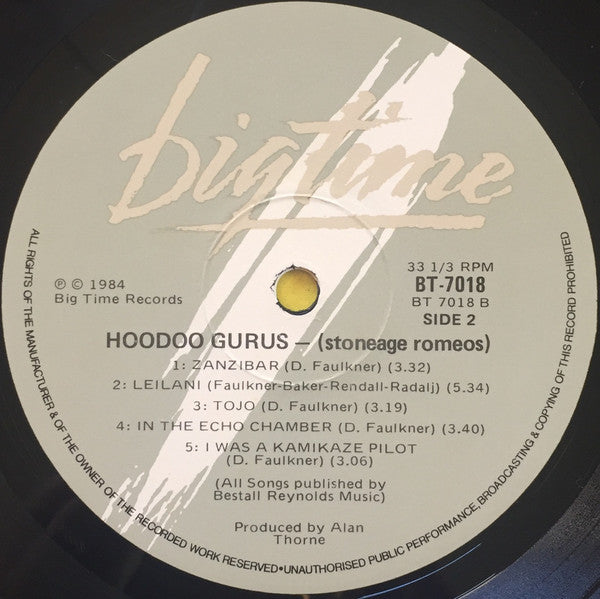 bigtime
℗ © 1984
Big Time Records
33 1/3 RPM
BT-7018
BT 7018 B
SIDE 2
HOODOO GURUS — (stoneage romeos)
1: ZANZIBAR (D. Faulkner) (3.32)
2: LEILANI (Faulkner-Baker-Rendall-Radalj) (5.34)
3: TOJO (D. Faulkner) (3.19)
4: IN THE ECHO CHAMBER (D. Faulkner) (3.40)
5: I WAS A KAMIKAZE PILOT
(D. Faulkner) (3.06)
(All Songs published by
Bestall Reynolds Music)
Produced by Alan
Thorne
ALL RIGHTS OF THE MANUFACTURER & OF THE OWNER OF THE RECORDED WORK RESERVED • UNAUTHORISED PUBLIC PERFORMANCE, BROADCASTING & COPYING OF THIS RECORD PROHIBITED